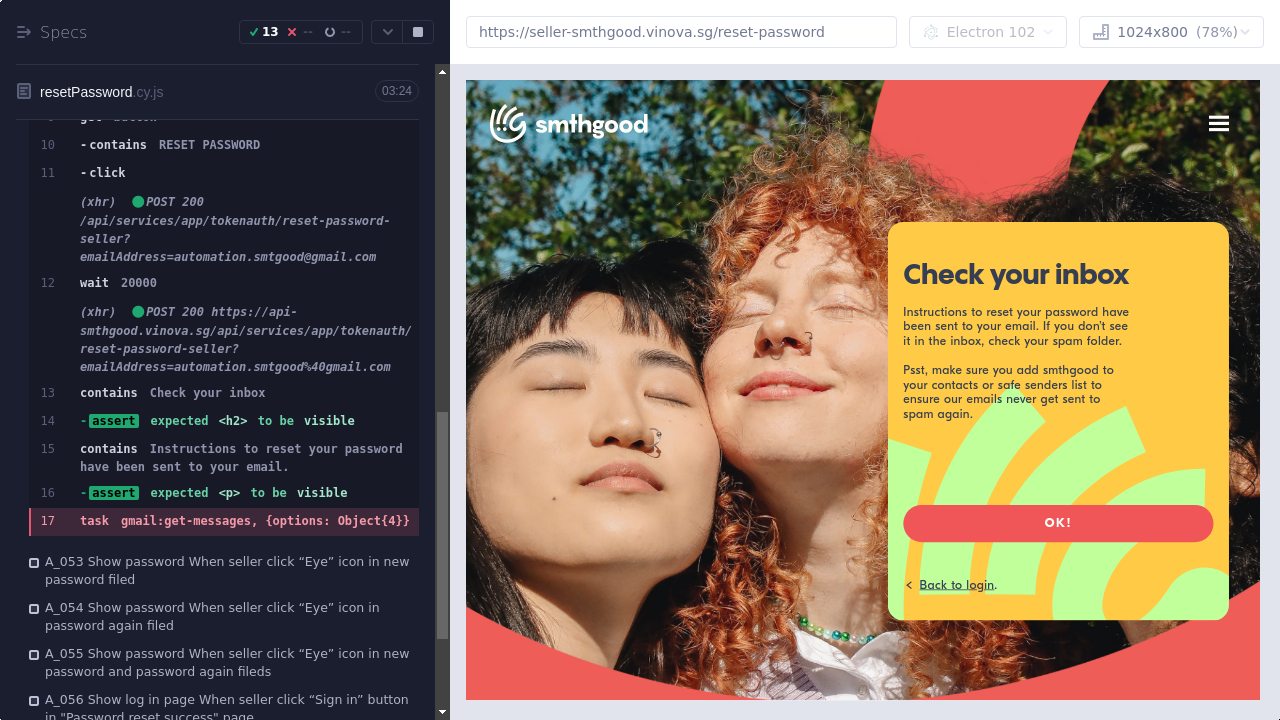 Specs
13
--
--
https://seller-smthgood.vinova.sg/reset-password
Electron 102
1024x800 (78%)
resetPassword.cy.js
03:24
10 -contains RESET PASSWORD
11 -click
(xhr) POST 200
/api/services/app/tokenauth/reset-password-
seller?
emailAddress=automation.smtgood@gmail.com
12 wait 20000
(xhr) POST 200 https://api-
smthgood.vinova.sg/api/services/app/tokenauth/
reset-password-seller?
emailAddress=automation.smtgood%40gmail.com
13 contains Check your inbox
14 -assert expected <h2> to be visible
15 contains Instructions to reset your password
have been sent to your email.
16 -assert expected <p> to be visible
17 task gmail:get-messages, {options: Object{4}}
A_053 Show password When seller click “Eye” icon in new
password filed
A_054 Show password When seller click “Eye” icon in
password again filed
A_055 Show password When seller click “Eye” icon in new
password and password again fileds
A_056 Show log in page When seller click “Sign in” button
in "Password reset success" page
smthgood
Check your inbox
Instructions to reset your password have
been sent to your email. If you don't see
it in the inbox, check your spam folder.
Psst, make sure you add smthgood to
your contacts or safe senders list to
ensure our emails never get sent to
spam again.
OK!
< Back to login.